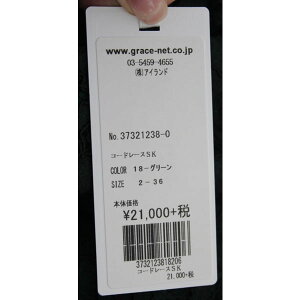 www.grace-net.co.jp
03-5459-4655
(株)アイランド
No.37321238-0
コードレースSK
COLOR 18-グリーン
SIZE 2-36
本体価格
¥21,000+税
3732123818206
コードレースSK
21,000+税